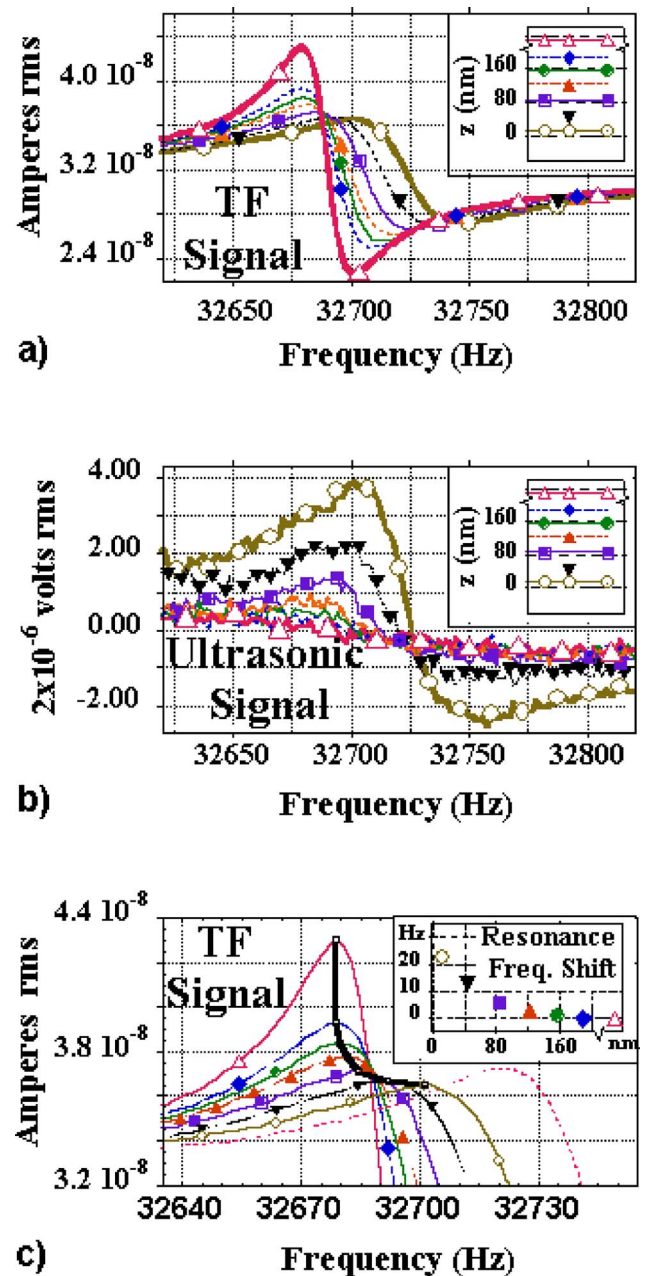 4.0 10-8
3.2 10-8
2.4 10-8
Amperes rms
TF
Signal
160
80
0
z (nm)
32650 32700 32750 32800
Frequency (Hz)
a)
4.00
2.00
0.00
-2.00
2x10-6 volts rms
Ultrasonic
Signal
160
80
0
z (nm)
32650 32700 32750 32800
Frequency (Hz)
b)
4.4 10-8
3.8 10-8
3.2 10-8
Amperes rms
TF
Signal
Hz
20
10
0
Resonance
Freq. Shift
0 80 160 nm
32640 32670 32700 32730
Frequency (Hz)
c)